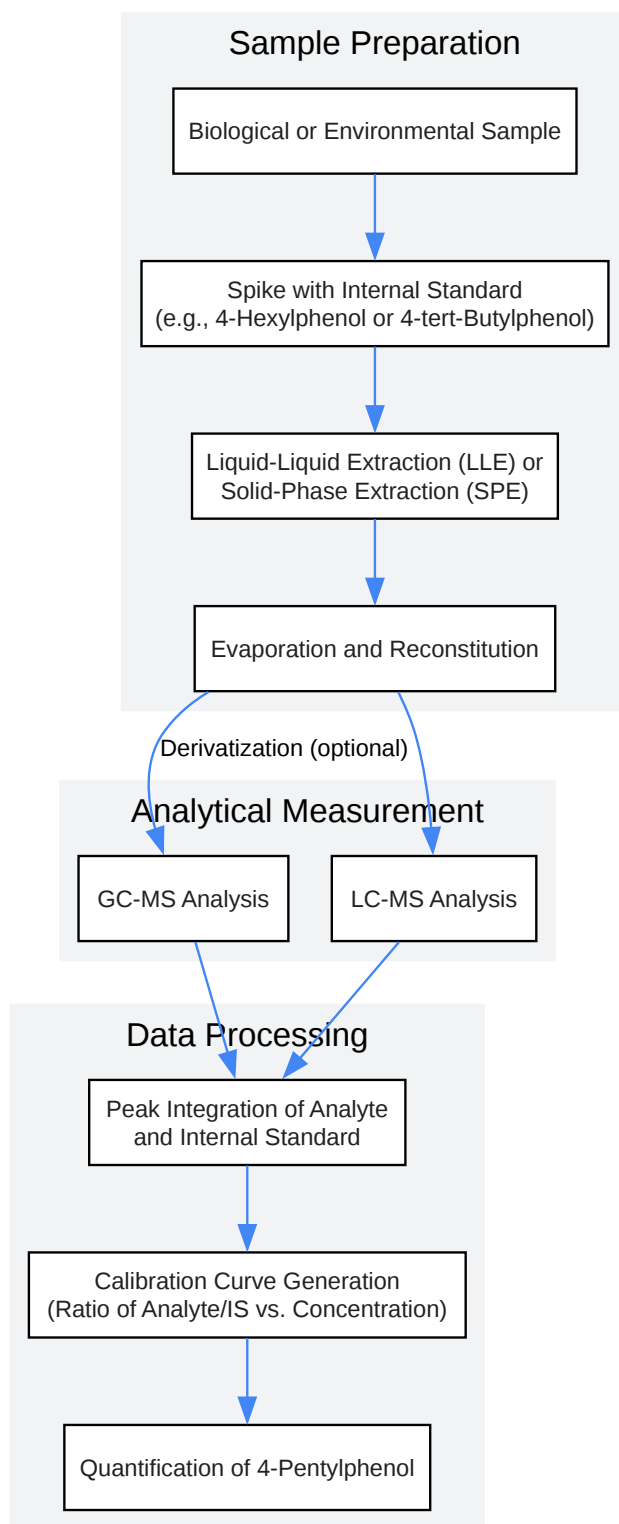 Sample Preparation
Biological or Environmental Sample
Spike with Internal Standard
(e.g., 4-Hexylphenol or 4-tert-Butylphenol)
Liquid-Liquid Extraction (LLE) or
Solid-Phase Extraction (SPE)
Evaporation and Reconstitution
Derivatization (optional)
Analytical Measurement
GC-MS Analysis
LC-MS Analysis
Data Processing
Peak Integration of Analyte
and Internal Standard
Calibration Curve Generation
(Ratio of Analyte/IS vs. Concentration)
Quantification of 4-Pentylphenol